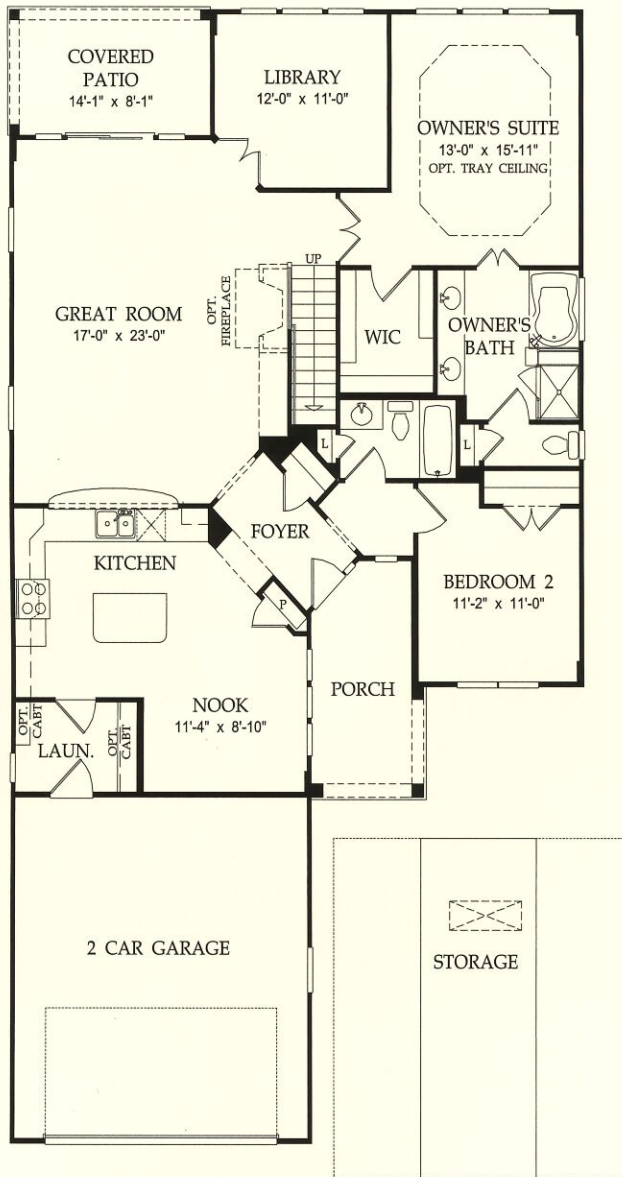 COVERED
PATIO
14'-1" x 8'-1"
LIBRARY
12'-0" x 11'-0"
OWNER'S SUITE
13'-0" x 15'-11"
OPT. TRAY CEILING
UP
GREAT ROOM
17'-0" x 23'-0"
OPT.
FIREPLACE
WIC
OWNER'S
BATH
L
L
FOYER
KITCHEN
BEDROOM 2
11'-2" x 11'-0"
P
PORCH
NOOK
11'-4" x 8'-10"
OPT.
CABT
LAUN.
OPT.
CABT
2 CAR GARAGE
STORAGE